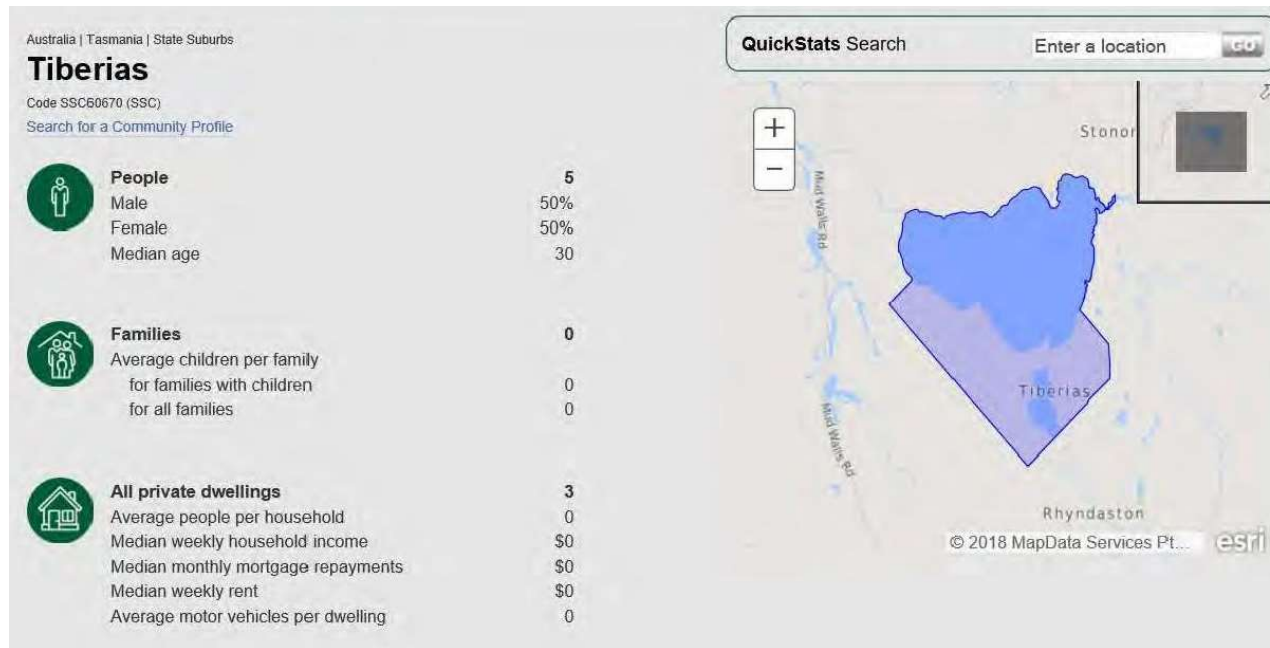 Australia | Tasmania | State Suburbs
Tiberias
Code SSC60670 (SSC)
Search for a Community Profile
People 5
Male 50%
Female 50%
Median age 30
Families 0
Average children per family
for families with children 0
for all families 0
All private dwellings 3
Average people per household 0
Median weekly household income $0
Median monthly mortgage repayments $0
Median weekly rent $0
Average motor vehicles per dwelling 0
QuickStats Search Enter a location GO
+
−
Stonor
Mud Walls Rd
Tiberias
Mud Walls Rd
Rhyndaston
© 2018 MapData Services Pt...
esri